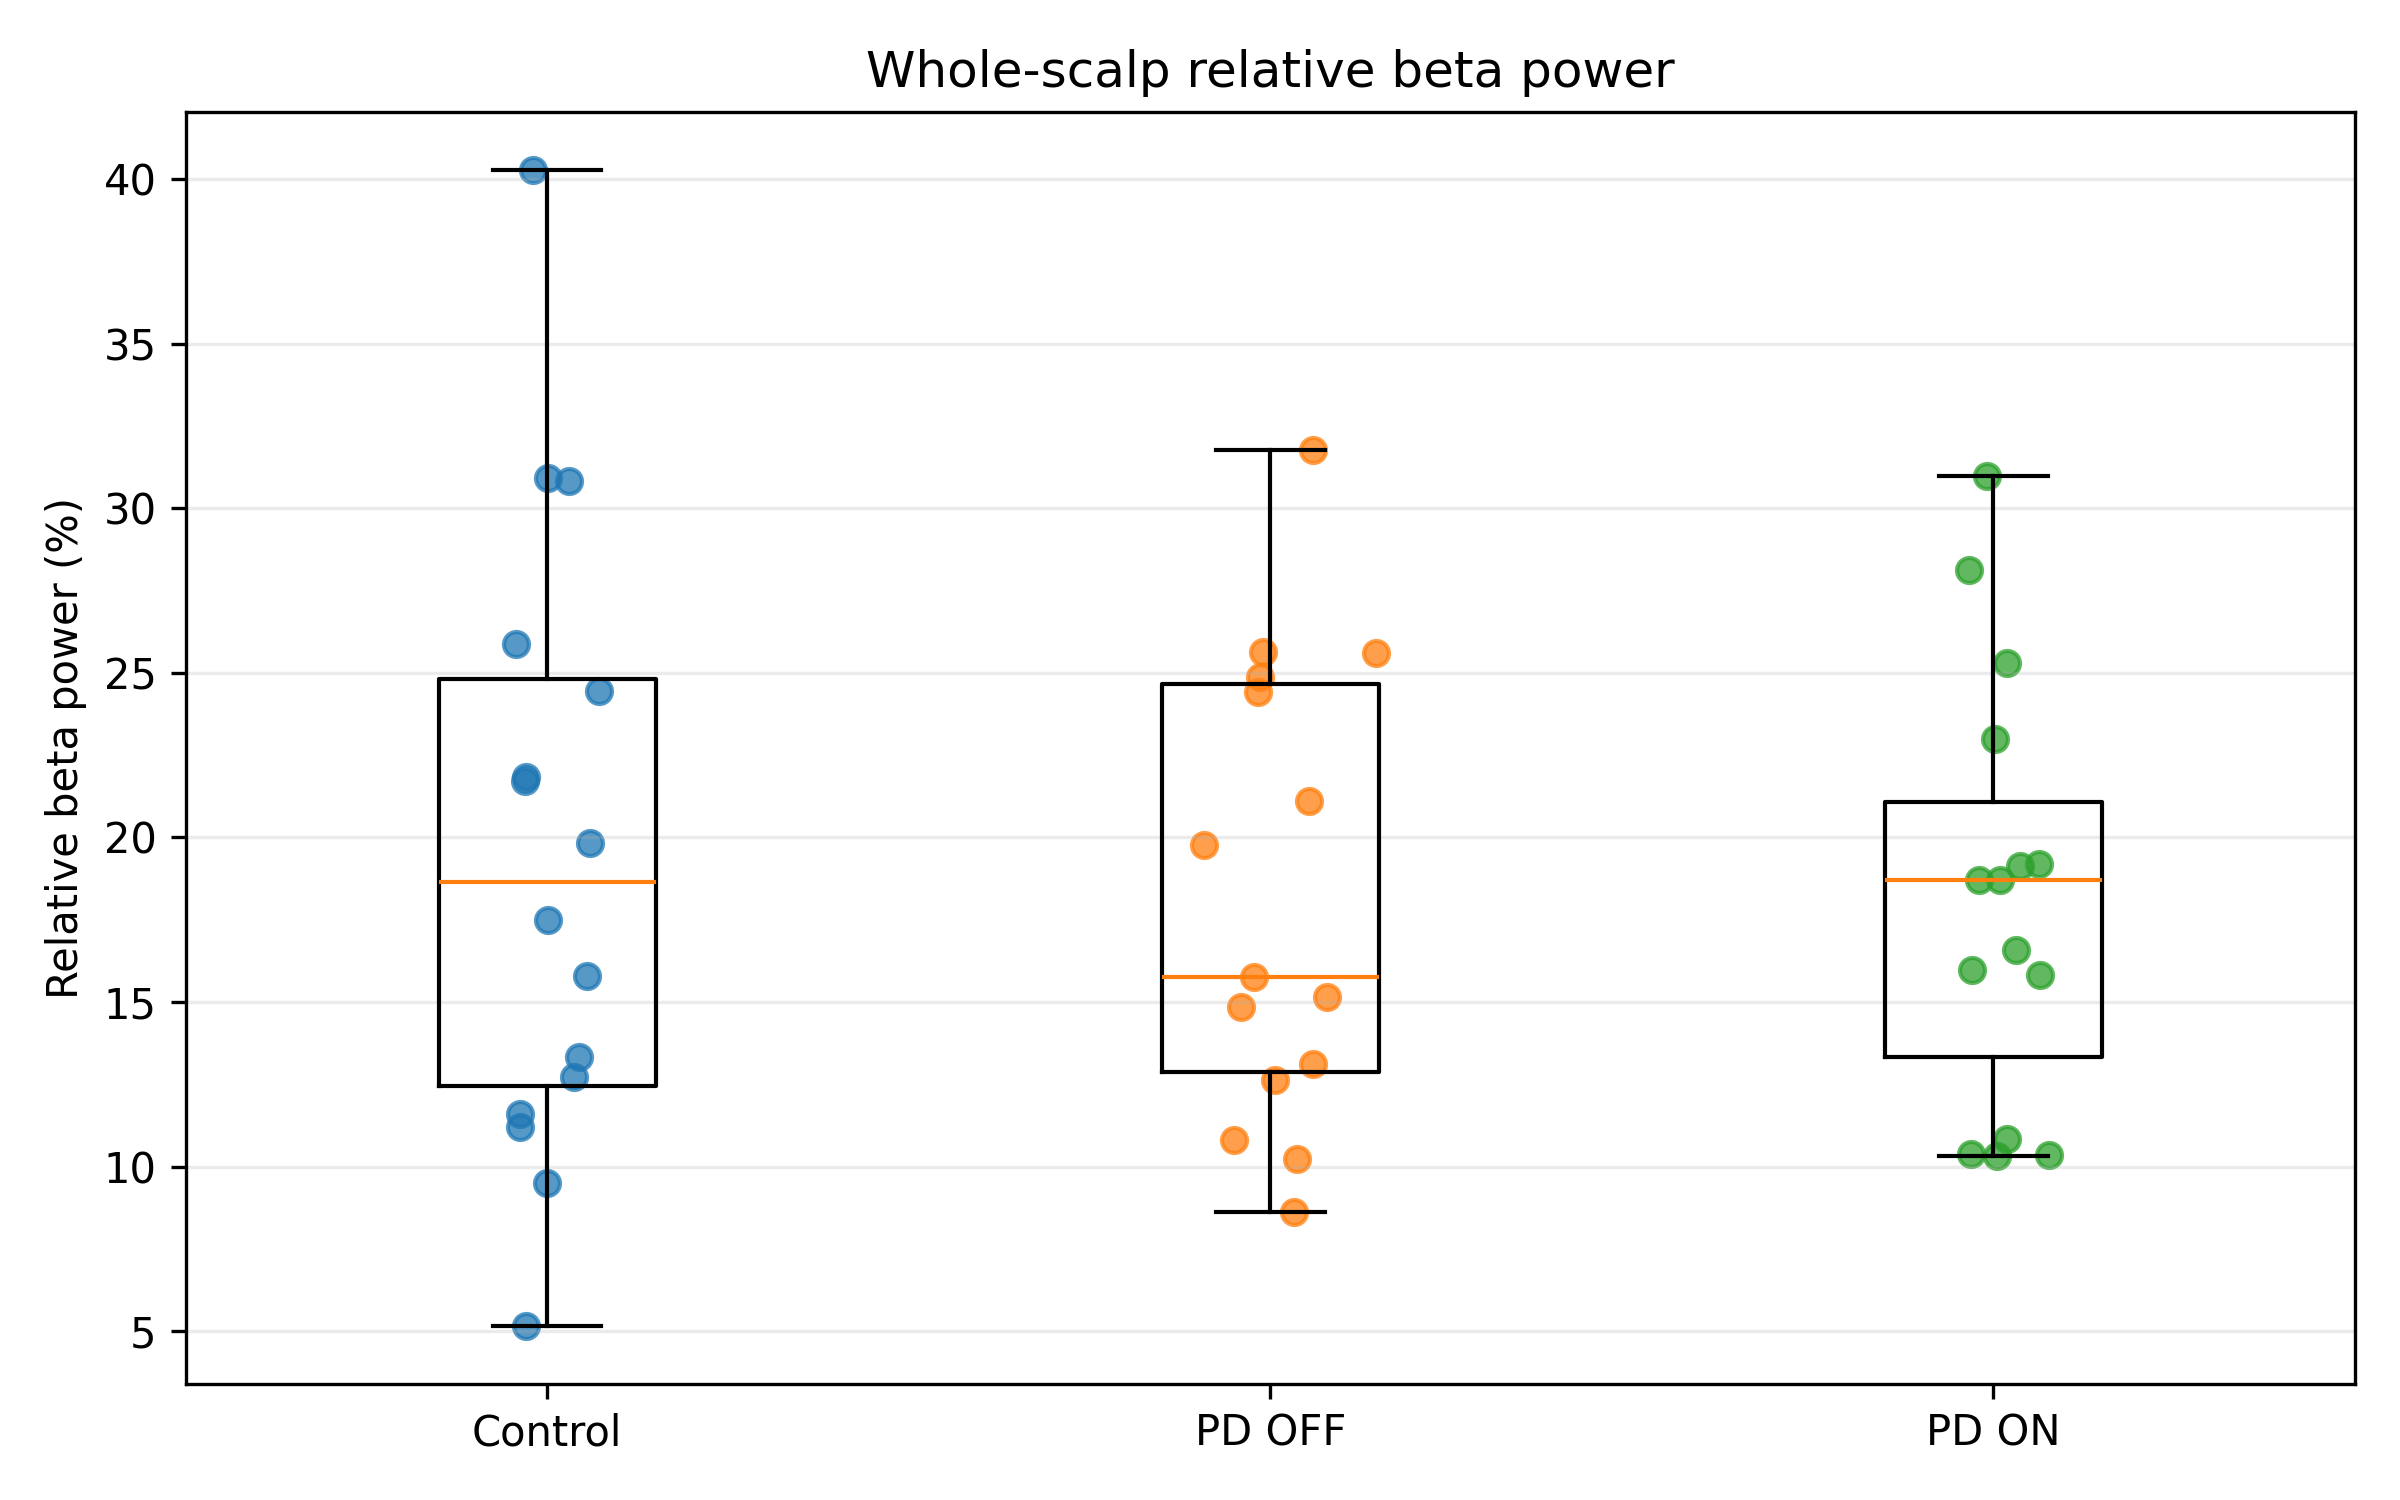 Whole-scalp relative beta power
Relative beta power (%)
40
35
30
25
20
15
10
5
Control
PD OFF
PD ON